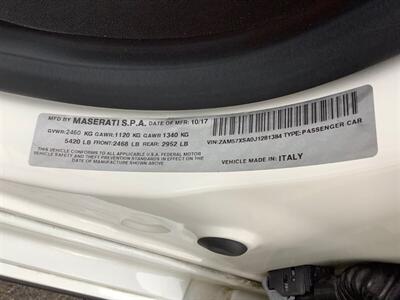 MFD BY MASERATI S.P.A. DATE OF MFR: 10/17
GVWR:2460 KG GAWR:1120 KG GAWR 1340 KG
5420 LB FRONT:2468 LB REAR: 2952 LB
THIS VEHICLE CONFORMS TO ALL APPLICABLE U.S.A. FEDERAL MOTOR
VEHICLE SAFETY AND THEFT PREVENTION STANDARDS IN EFFECT ON
THE DATE OF MANUFACTURE SHOWN ABOVE.
VIN:ZAM57XSA0J1281384 TYPE:PASSENGER CAR
MADE IN: ITALY